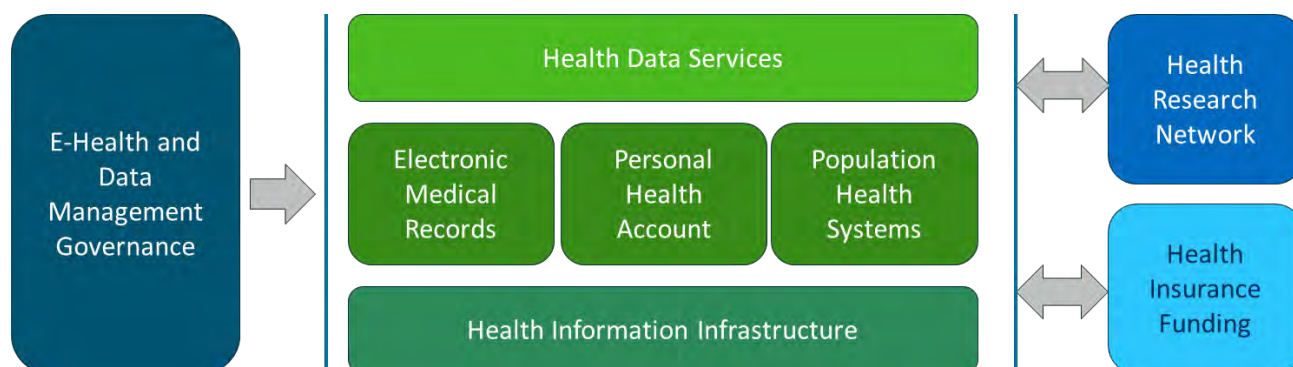 E-Health and
Data
Management
Governance
Health Data Services
Electronic
Medical
Records
Personal
Health
Account
Population
Health
Systems
Health Information Infrastructure
Health
Research
Network
Health
Insurance
Funding